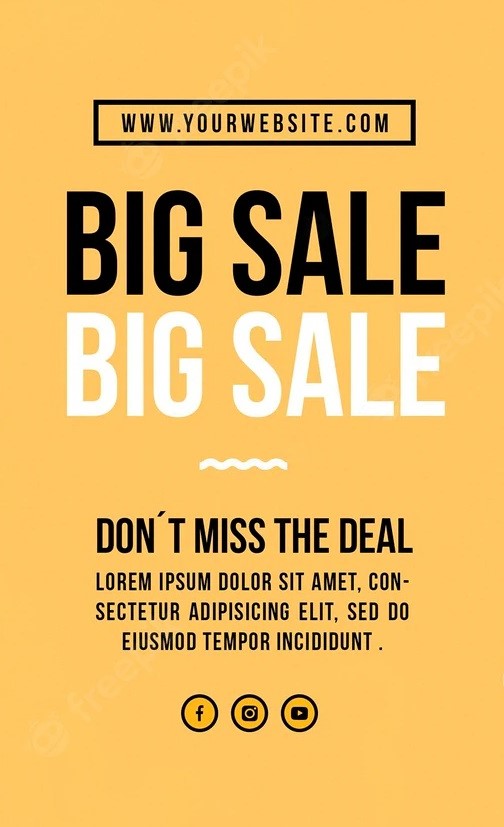 WWW.YOURWEBSITE.COM
BIG SALE
BIG SALE
DON´T MISS THE DEAL
LOREM IPSUM DOLOR SIT AMET, CON-
SECTETUR ADIPISICING ELIT, SED DO
EIUSMOD TEMPOR INCIDIDUNT .